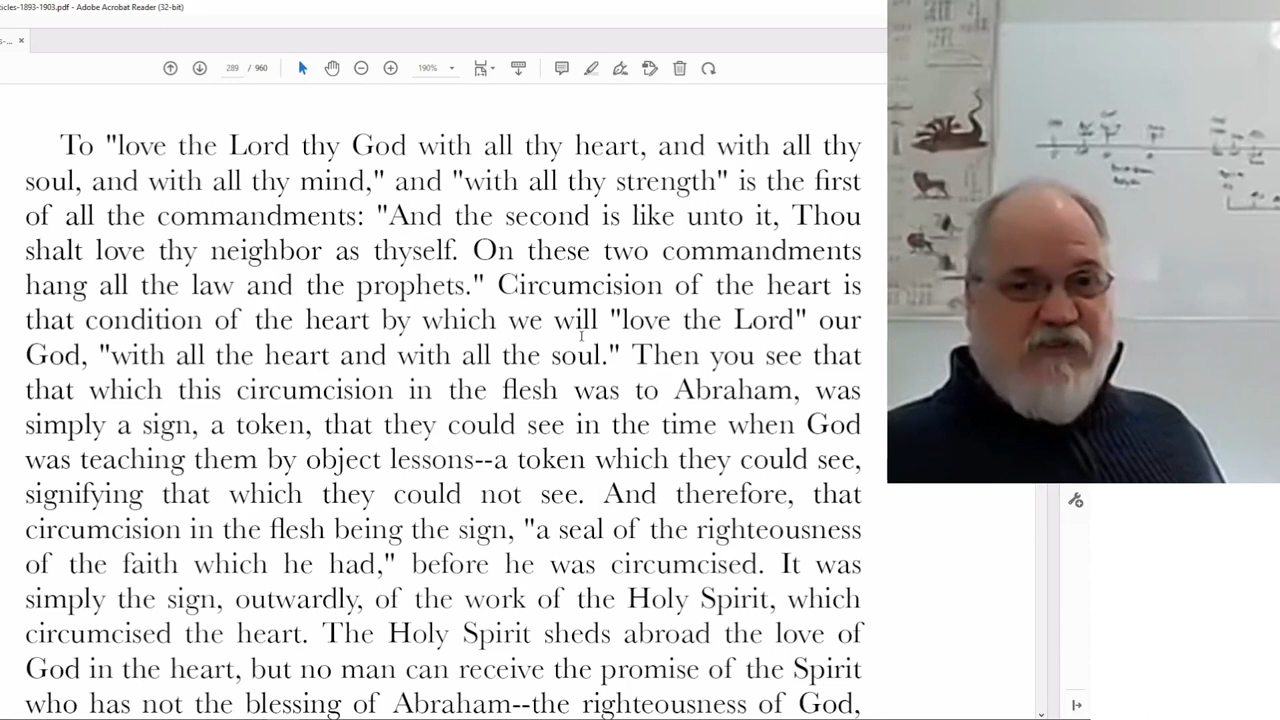 ticles-1893-1903.pdf - Adobe Acrobat Reader (32-bit)
s-... ×
289 / 960
190%
To "love the Lord thy God with all thy heart, and with all thy
soul, and with all thy mind," and "with all thy strength" is the first
of all the commandments: "And the second is like unto it, Thou
shalt love thy neighbor as thyself. On these two commandments
hang all the law and the prophets." Circumcision of the heart is
that condition of the heart by which we will "love the Lord" our
God, "with all the heart and with all the soul." Then you see that
that which this circumcision in the flesh was to Abraham, was
simply a sign, a token, that they could see in the time when God
was teaching them by object lessons--a token which they could see,
signifying that which they could not see. And therefore, that
circumcision in the flesh being the sign, "a seal of the righteousness
of the faith which he had," before he was circumcised. It was
simply the sign, outwardly, of the work of the Holy Spirit, which
circumcised the heart. The Holy Spirit sheds abroad the love of
God in the heart, but no man can receive the promise of the Spirit
who has not the blessing of Abraham--the righteousness of God,